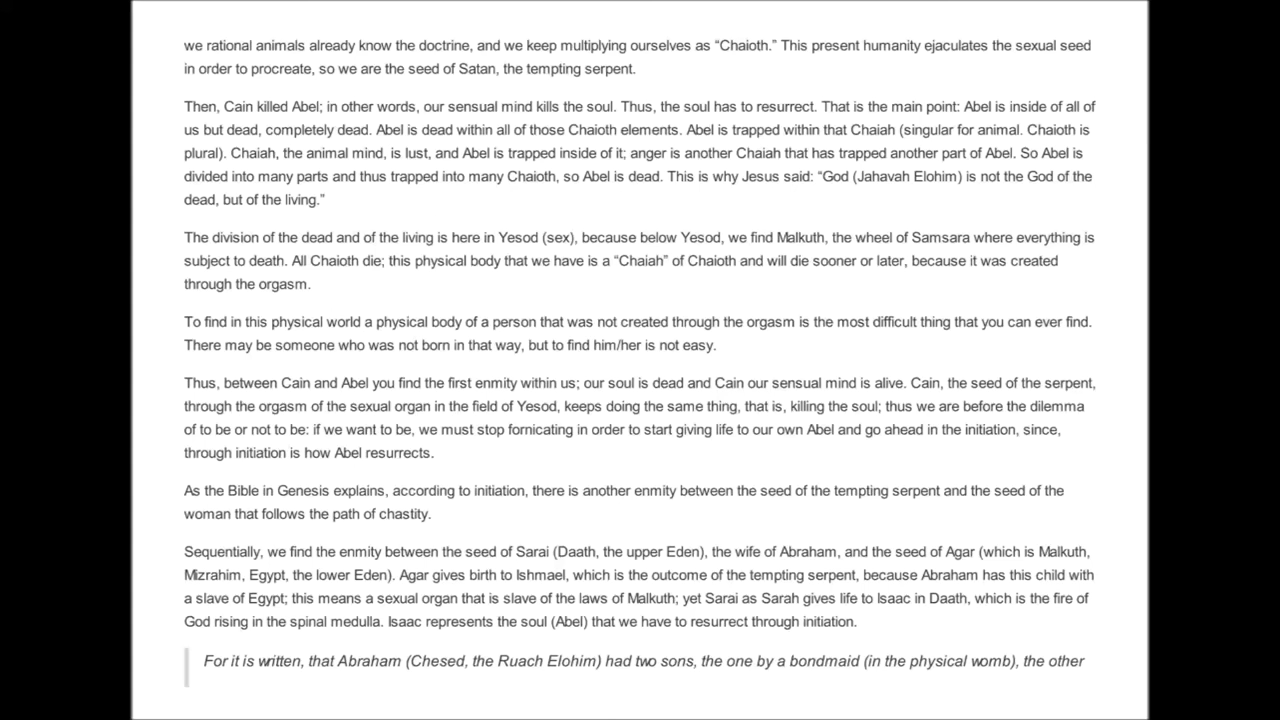 we rational animals already know the doctrine, and we keep multiplying ourselves as “Chaioth.” This present humanity ejaculates the sexual seed
in order to procreate, so we are the seed of Satan, the tempting serpent.
Then, Cain killed Abel; in other words, our sensual mind kills the soul. Thus, the soul has to resurrect. That is the main point: Abel is inside of all of
us but dead, completely dead. Abel is dead within all of those Chaioth elements. Abel is trapped within that Chaiah (singular for animal. Chaioth is
plural). Chaiah, the animal mind, is lust, and Abel is trapped inside of it; anger is another Chaiah that has trapped another part of Abel. So Abel is
divided into many parts and thus trapped into many Chaioth, so Abel is dead. This is why Jesus said: “God (Jahavah Elohim) is not the God of the
dead, but of the living.”
The division of the dead and of the living is here in Yesod (sex), because below Yesod, we find Malkuth, the wheel of Samsara where everything is
subject to death. All Chaioth die; this physical body that we have is a “Chaiah” of Chaioth and will die sooner or later, because it was created
through the orgasm.
To find in this physical world a physical body of a person that was not created through the orgasm is the most difficult thing that you can ever find.
There may be someone who was not born in that way, but to find him/her is not easy.
Thus, between Cain and Abel you find the first enmity within us; our soul is dead and Cain our sensual mind is alive. Cain, the seed of the serpent,
through the orgasm of the sexual organ in the field of Yesod, keeps doing the same thing, that is, killing the soul; thus we are before the dilemma
of to be or not to be: if we want to be, we must stop fornicating in order to start giving life to our own Abel and go ahead in the initiation, since,
through initiation is how Abel resurrects.
As the Bible in Genesis explains, according to initiation, there is another enmity between the seed of the tempting serpent and the seed of the
woman that follows the path of chastity.
Sequentially, we find the enmity between the seed of Sarai (Daath, the upper Eden), the wife of Abraham, and the seed of Agar (which is Malkuth,
Mizrahim, Egypt, the lower Eden). Agar gives birth to Ishmael, which is the outcome of the tempting serpent, because Abraham has this child with
a slave of Egypt; this means a sexual organ that is slave of the laws of Malkuth; yet Sarai as Sarah gives life to Isaac in Daath, which is the fire of
God rising in the spinal medulla. Isaac represents the soul (Abel) that we have to resurrect through initiation.
For it is written, that Abraham (Chesed, the Ruach Elohim) had two sons, the one by a bondmaid (in the physical womb), the other